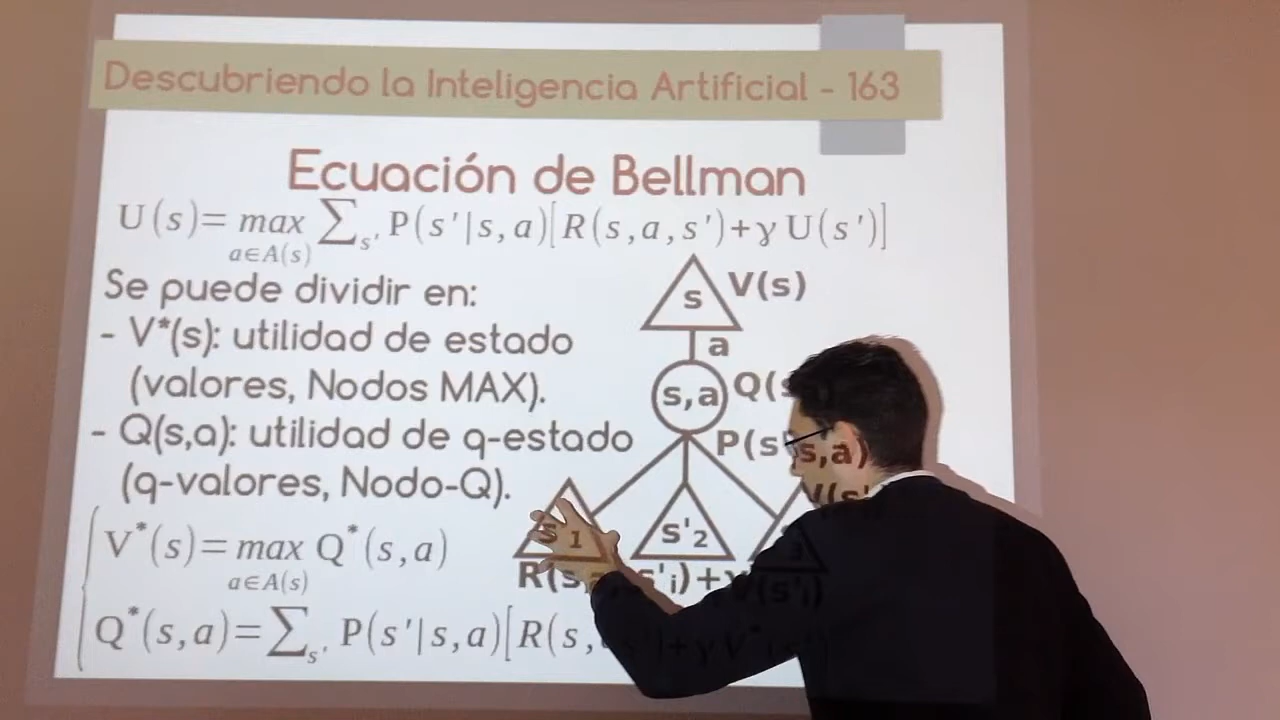 Descubriendo la Inteligencia Artificial - 163
Ecuación de Bellman
U(s)= max ∑ₛ' P(s'|s,a)[R(s,a,s')+γ U(s')]
a∈A(s)
Se puede dividir en:
- V*(s): utilidad de estado
(valores, Nodos MAX).
- Q(s,a): utilidad de q-estado
(q-valores, Nodo-Q).
V*(s)= max Q*(s,a)
a∈A(s)
Q*(s,a)=∑ₛ' P(s'|s,a)[R(s,
s V(s)
a
s,a Q(s
P(s' s,a)
V(s'
s 1 s'₂ 3
R(s, s'ᵢ)+γ V(s'ᵢ)